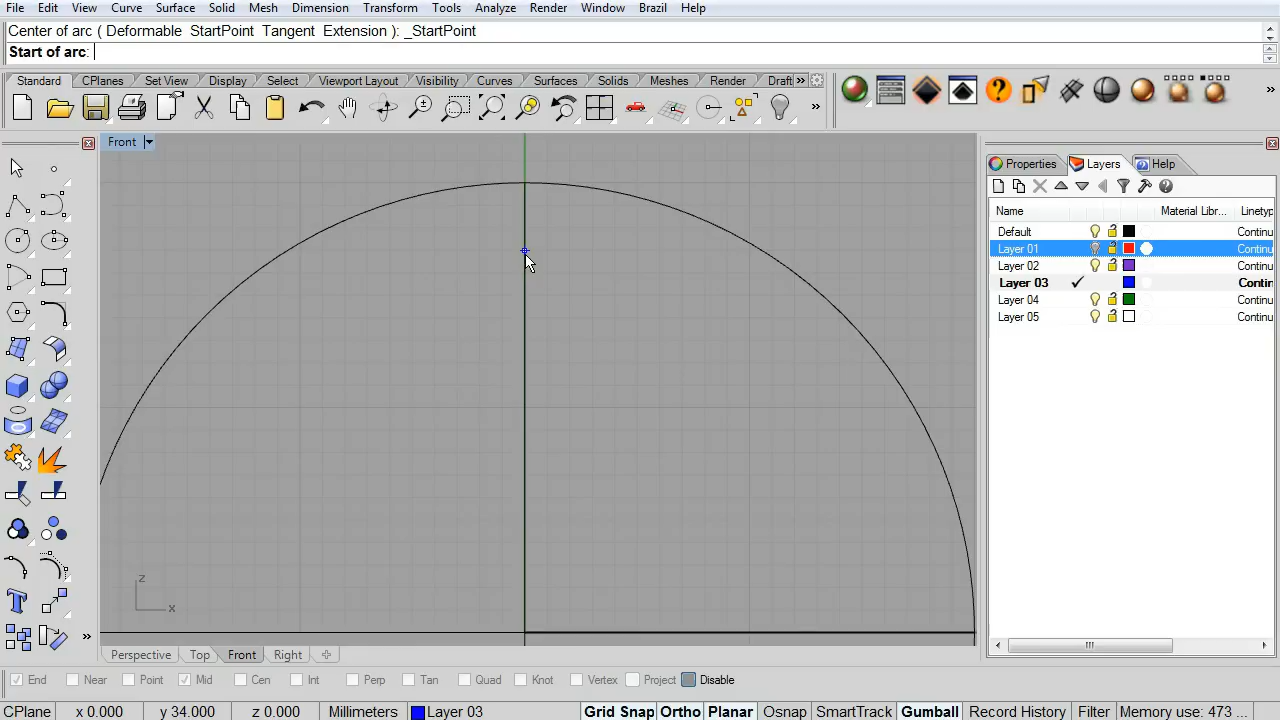 File Edit View Curve Surface Solid Mesh Dimension Transform Tools Analyze Render Window Brazil Help
Center of arc ( Deformable StartPoint Tangent Extension ): _StartPoint
Start of arc:
Standard CPlanes Set View Display Select Viewport Layout Visibility Curves Surfaces Solids Meshes Render Draft »
Front
Properties Layers Help
Name Material Libr... Linetyp
Default Continu
Layer 01 Continu
Layer 02 Continu
Layer 03 Contin
Layer 04 Continu
Layer 05 Continu
z
x
Perspective Top Front Right
End Near Point Mid Cen Int Perp Tan Quad Knot Vertex Project Disable
CPlane x 0.000 y 34.000 z 0.000 Millimeters Layer 03 Grid Snap Ortho Planar Osnap SmartTrack Gumball Record History Filter Memory use: 473 ...